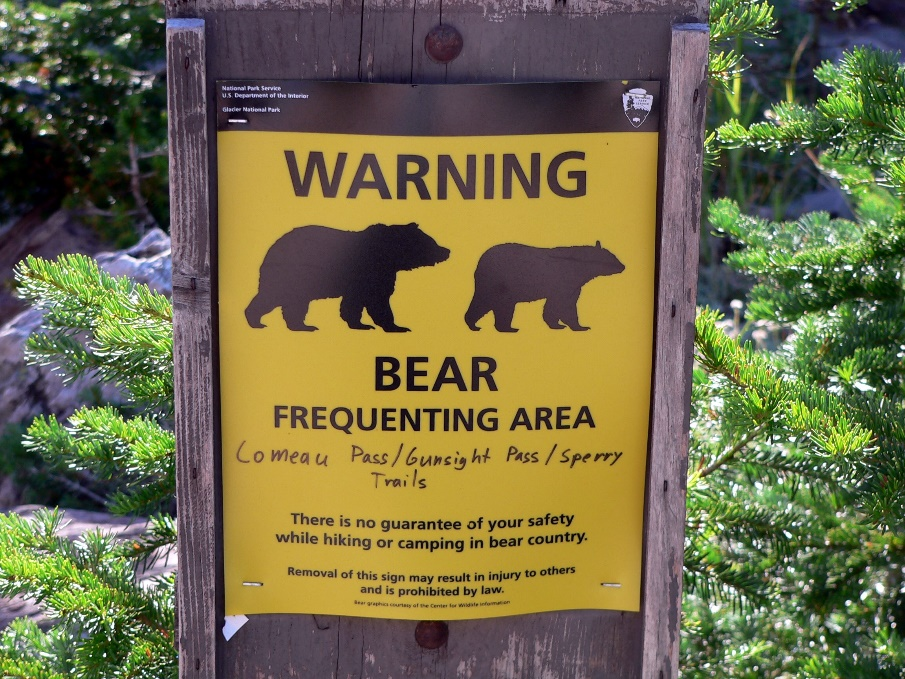 National Park Service
U.S. Department of the Interior
Glacier National Park
WARNING
BEAR
FREQUENTING AREA
Comeau Pass/Gunsight Pass/Sperry
Trails
There is no guarantee of your safety
while hiking or camping in bear country.
Removal of this sign may result in injury to others
and is prohibited by law.
Bear graphics courtesy of the Center for Wildlife Information